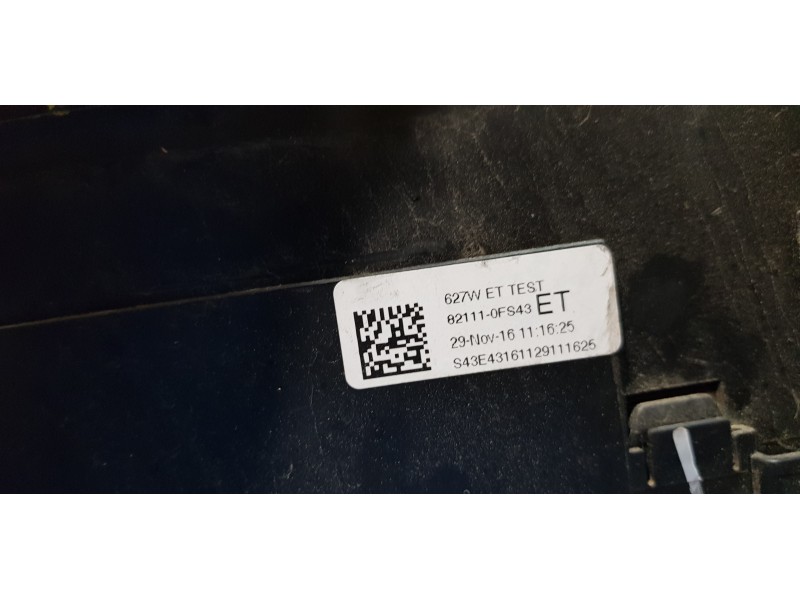 627W ET TEST
82111-0FS43 ET
29-Nov-16 11:16:25
S43E43161129111625